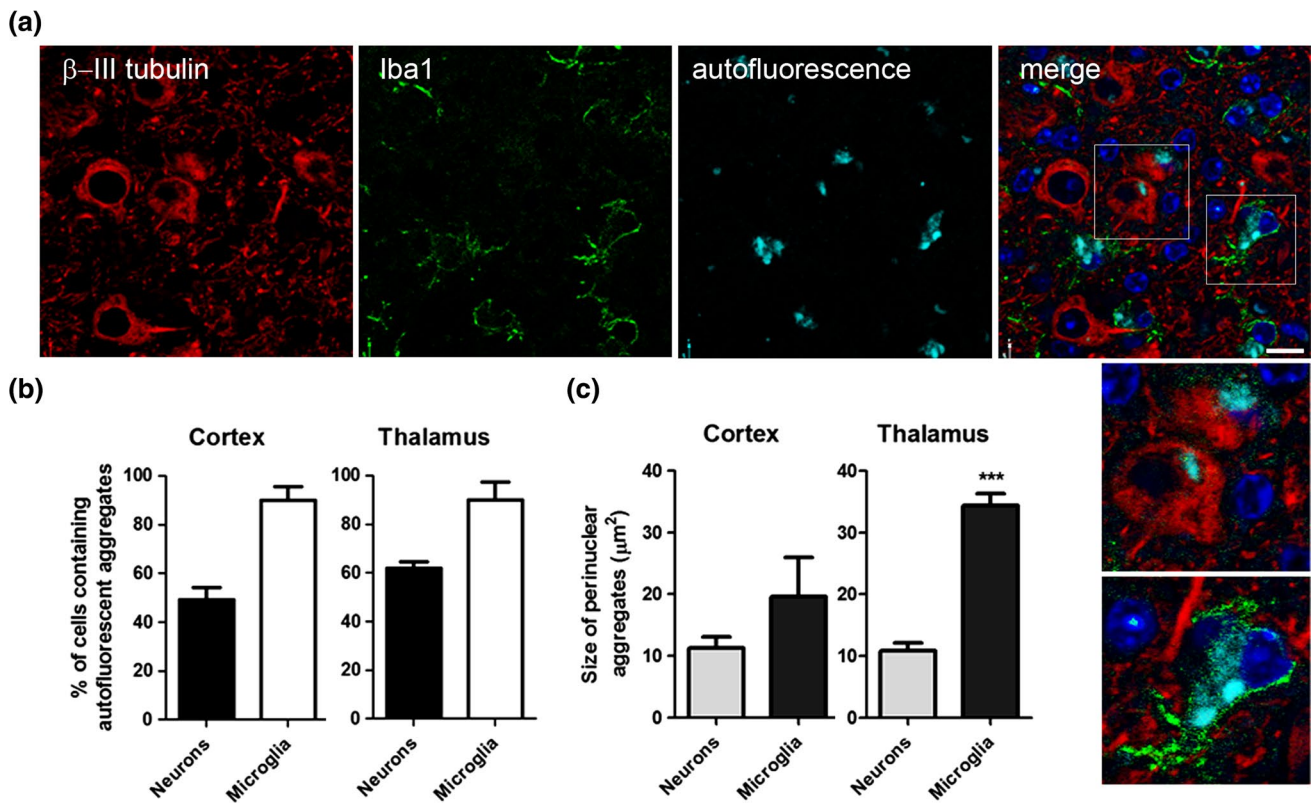 (a)
β–III tubulin
Iba1
autofluorescence
merge
(b)
Cortex
Thalamus
% of cells containing
autofluorescent aggregates
100
80
60
40
20
0
100
80
60
40
20
0
Neurons
Microglia
Neurons
Microglia
(c)
Cortex
Thalamus
Size of perinuclear
aggregates (μm²)
40
30
20
10
0
40
30
20
10
0
***
Neurons
Microglia
Neurons
Microglia